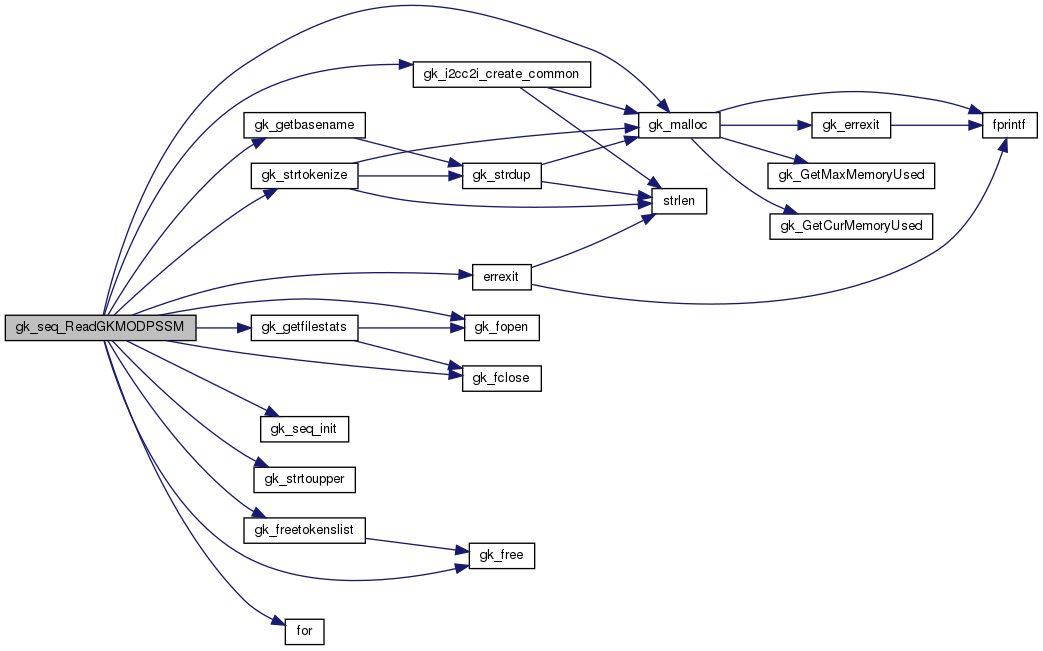 gk_i2cc2i_create_common
gk_malloc
gk_errexit
fprintf
gk_getbasename
gk_strtokenize
gk_strdup
gk_GetMaxMemoryUsed
strlen
gk_GetCurMemoryUsed
errexit
gk_seq_ReadGKMODPSSM
gk_getfilestats
gk_fopen
gk_fclose
gk_seq_init
gk_strtoupper
gk_freetokenslist
gk_free
for